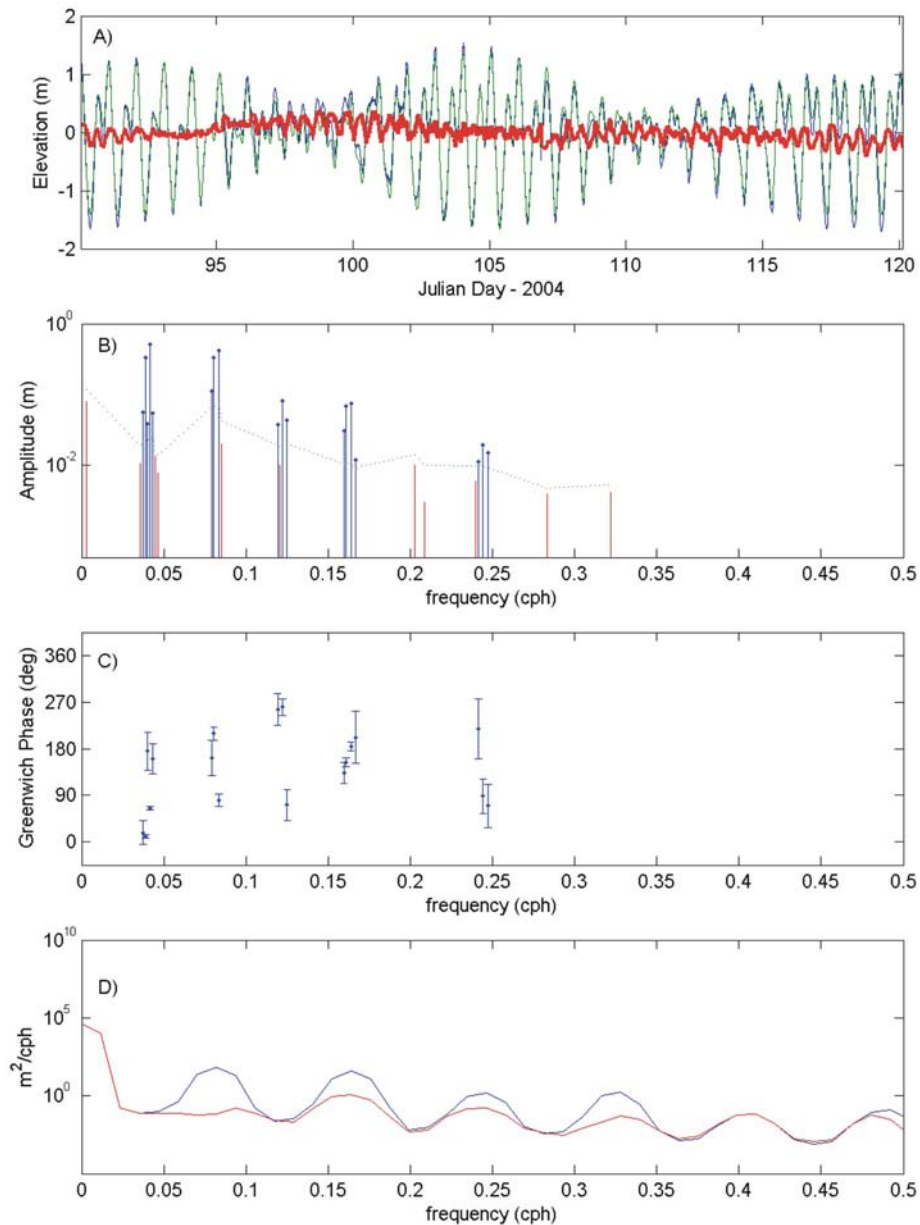 A)
2
1
0
-1
-2
Elevation (m)
95 100 105 110 115 120
Julian Day - 2004
B)
10^0
10^-2
Amplitude (m)
0 0.05 0.1 0.15 0.2 0.25 0.3 0.35 0.4 0.45 0.5
frequency (cph)
C)
360
270
180
90
0
Greenwich Phase (deg)
0 0.05 0.1 0.15 0.2 0.25 0.3 0.35 0.4 0.45 0.5
frequency (cph)
D)
10^10
10^5
10^0
m^2/cph
0 0.05 0.1 0.15 0.2 0.25 0.3 0.35 0.4 0.45 0.5
frequency (cph)